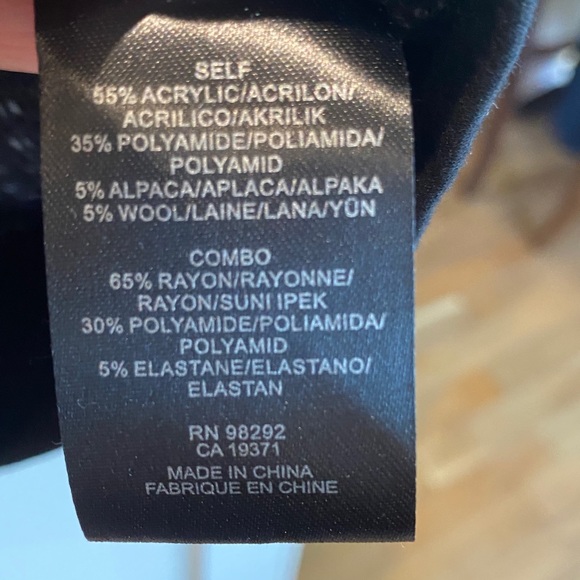 SELF
55% ACRYLIC/ACRILON/
ACRILICO/AKRILIK
35% POLYAMIDE/POLIAMIDA/
POLYAMID
5% ALPACA/APLACA/ALPAKA
5% WOOL/LAINE/LANA/YÜN
COMBO
65% RAYON/RAYONNE/
RAYON/SUNI IPEK
30% POLYAMIDE/POLIAMIDA/
POLYAMID
5% ELASTANE/ELASTANO/
ELASTAN
RN 98292
CA 19371
MADE IN CHINA
FABRIQUE EN CHINE